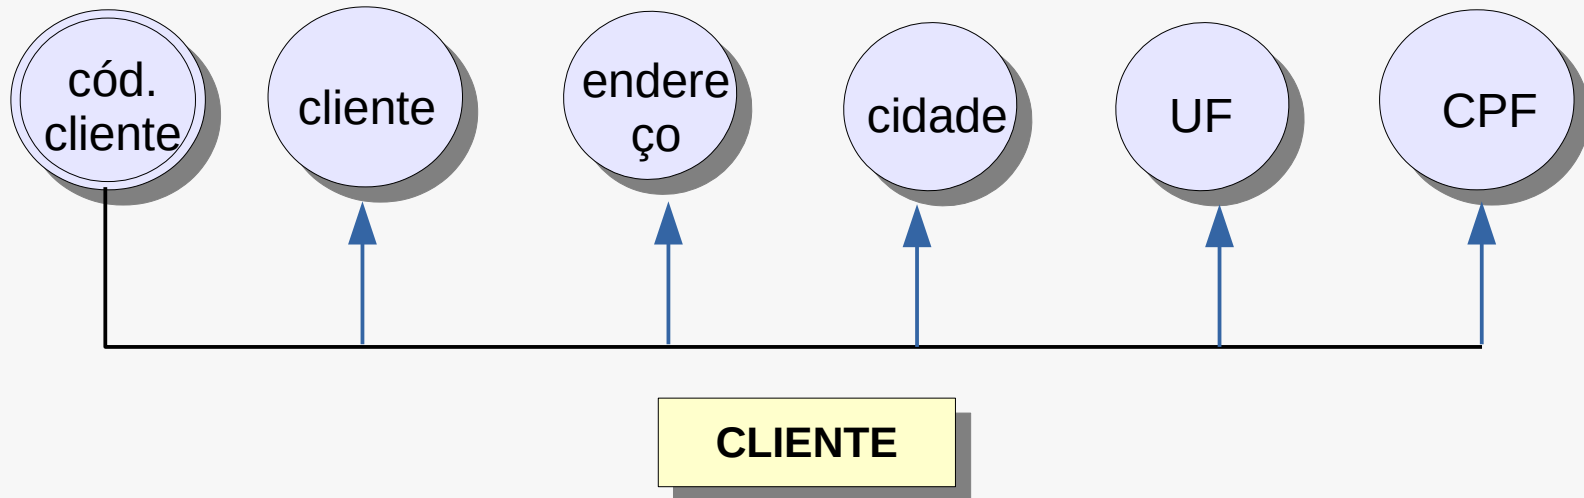 cód.
cliente
cliente
endere
ço
cidade
UF
CPF
CLIENTE